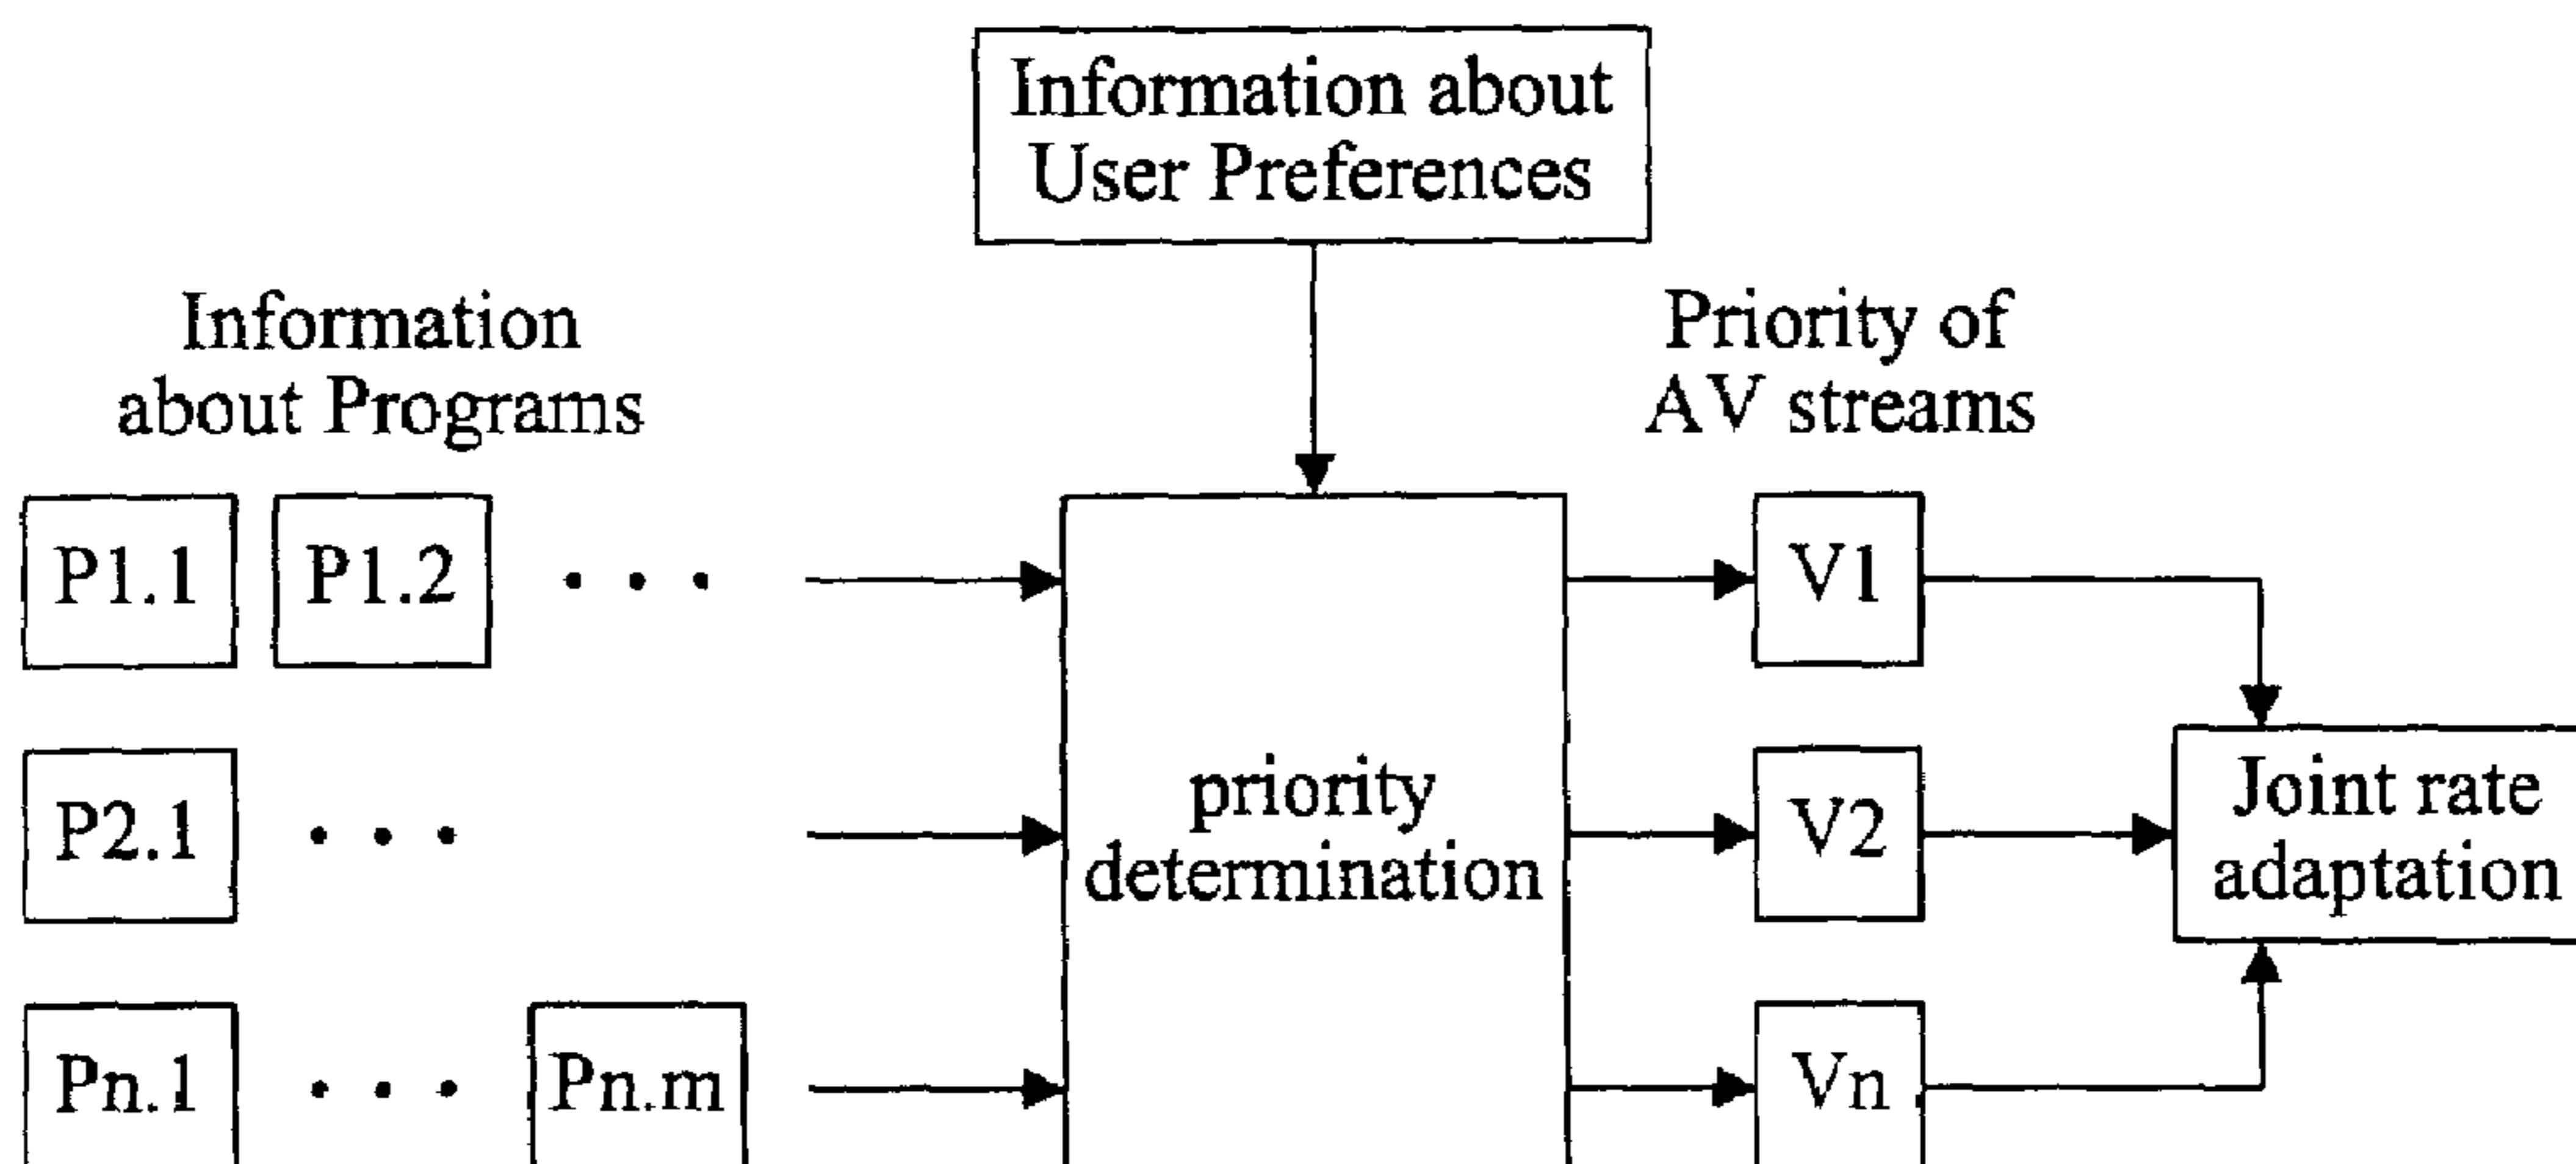 Information about
User Preferences
Information
about Programs
Priority of
AV streams
P1.1
P1.2
. . .
V1
P2.1
. . .
priority
determination
V2
Joint rate
adaptation
Pn.1
. . .
Pn.m
Vn